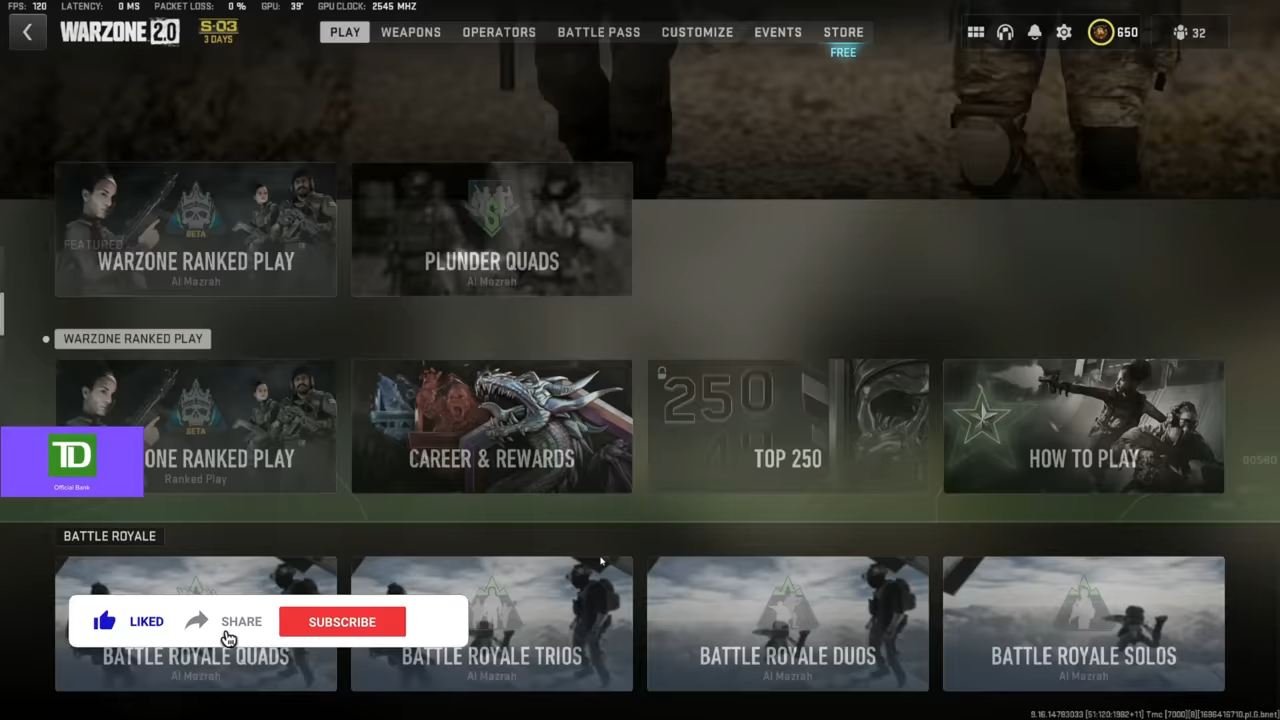 FPS: 120 LATENCY: 0 MS PACKET LOSS: 0 % GPU: 39° GPU CLOCK: 2545 MHZ
WARZONE 2.0 S-03
3 DAYS
PLAY WEAPONS OPERATORS BATTLE PASS CUSTOMIZE EVENTS STORE
FREE
650
32
FEATURED
BETA
WARZONE RANKED PLAY
Al Mazrah
PLUNDER QUADS
Al Mazrah
WARZONE RANKED PLAY
BETA
ONE RANKED PLAY
Ranked Play
CAREER & REWARDS
250
TOP 250
HOW TO PLAY
00560
TD
Official Bank
BATTLE ROYALE
LIKED SHARE SUBSCRIBE
BATTLE ROYALE QUADS
Al Mazrah
BATTLE ROYALE TRIOS
Al Mazrah
BATTLE ROYALE DUOS
Al Mazrah
BATTLE ROYALE SOLOS
Al Mazrah